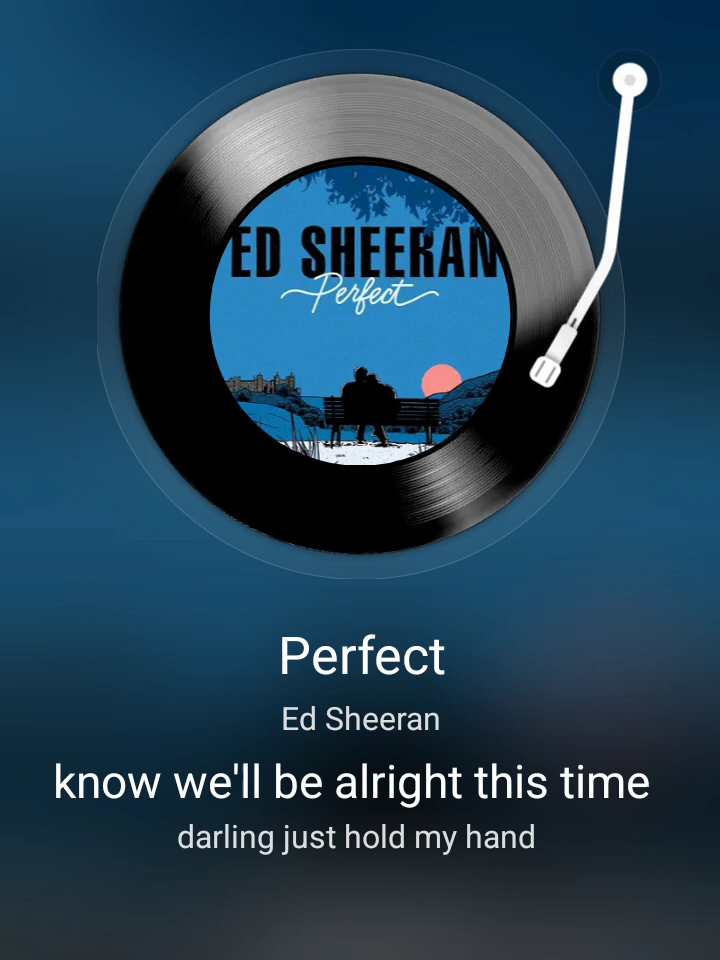 ED SHEERAN
Perfect
Perfect
Ed Sheeran
know we'll be alright this time
darling just hold my hand